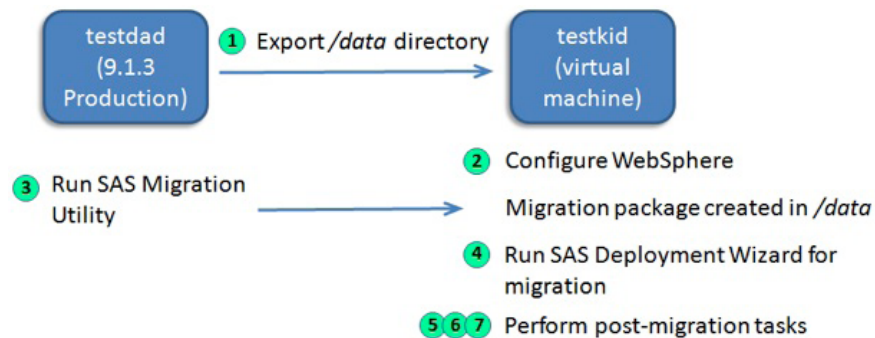 testdad
(9.1.3
Production)
1 Export /data directory
testkid
(virtual
machine)
2 Configure WebSphere
3 Run SAS Migration
Utility
Migration package created in /data
4 Run SAS Deployment Wizard for
migration
5 6 7 Perform post-migration tasks